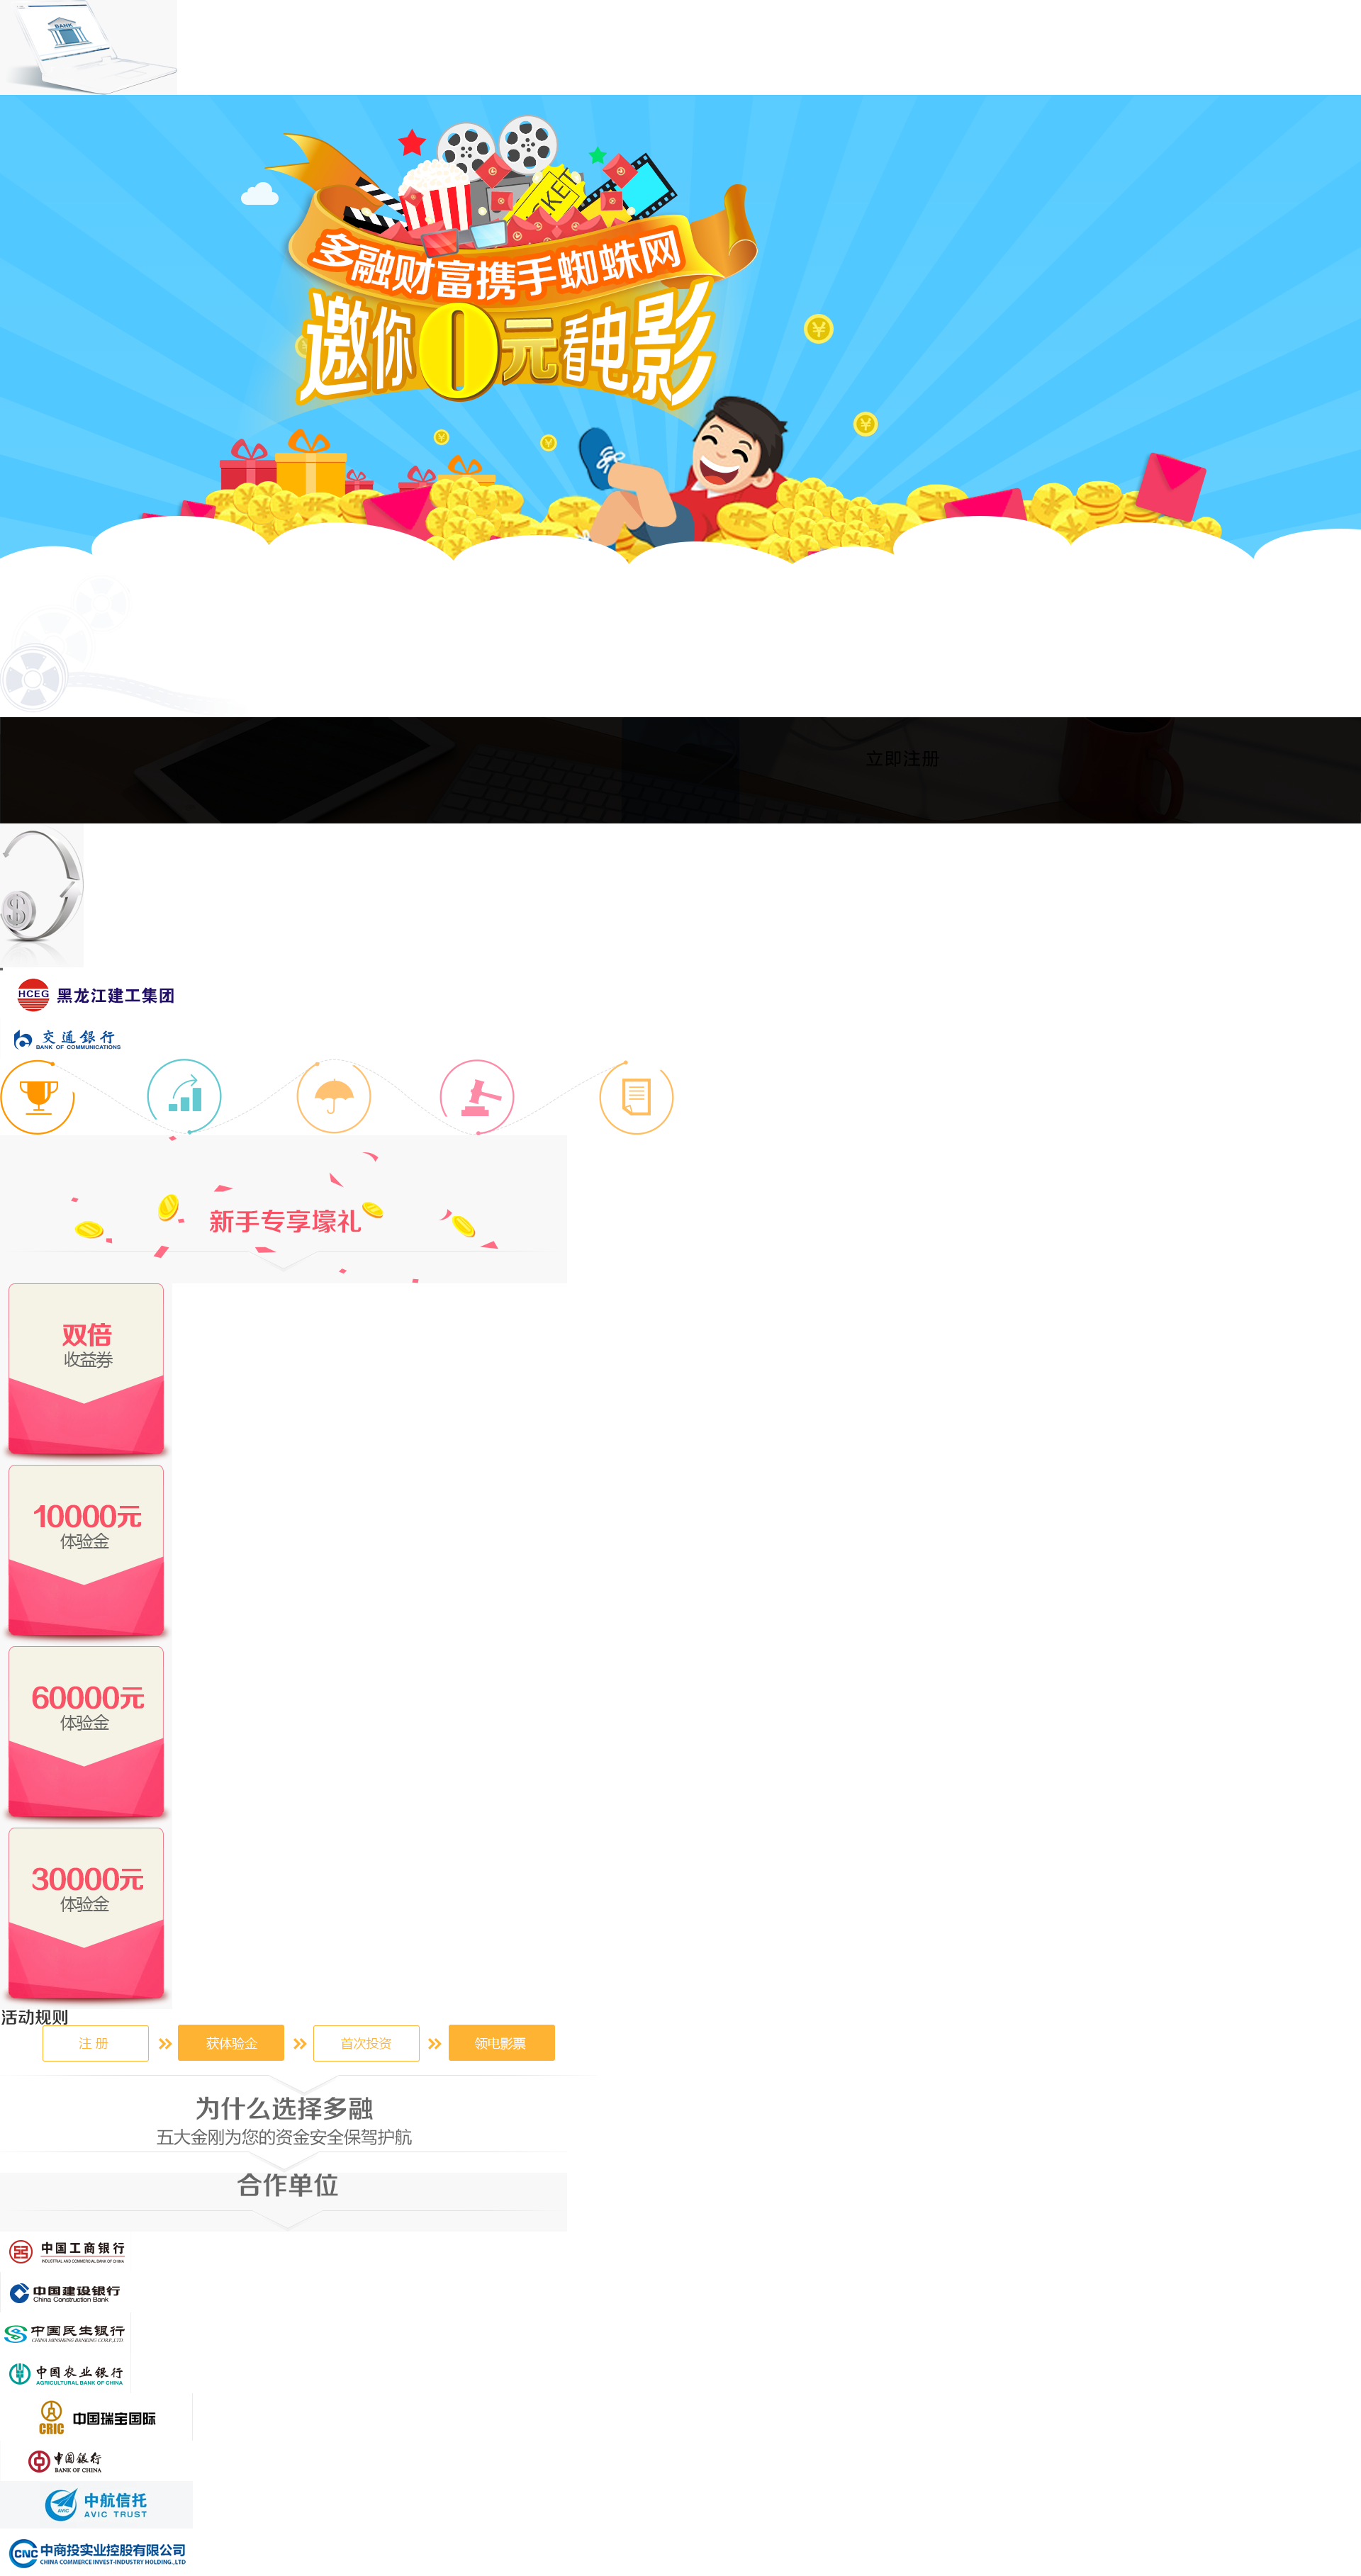 BANK
TICKET
多融财富携手蜘蛛网
邀你0元看电影
立即注册
HCEG 黑龙江建工集团
交通銀行
BANK OF COMMUNICATIONS
新手专享壕礼
双倍
收益券
10000元
体验金
60000元
体验金
30000元
体验金
活动规则
注 册
获体验金
首次投资
领电影票
为什么选择多融
五大金刚为您的资金安全保驾护航
合作单位
中国工商银行
INDUSTRIAL AND COMMERCIAL BANK OF CHINA
中国建设银行
China Construction Bank
中国民生银行
CHINA MINSHENG BANKING CORP.,LTD.
中国农业银行
AGRICULTURAL BANK OF CHINA
CRIC 中国瑞宝国际
中国銀行
BANK OF CHINA
AVIC 中航信托
AVIC TRUST
CNC 中商投实业控股有限公司
CHINA COMMERCE INVEST-INDUSTRY HOLDING.,LTD